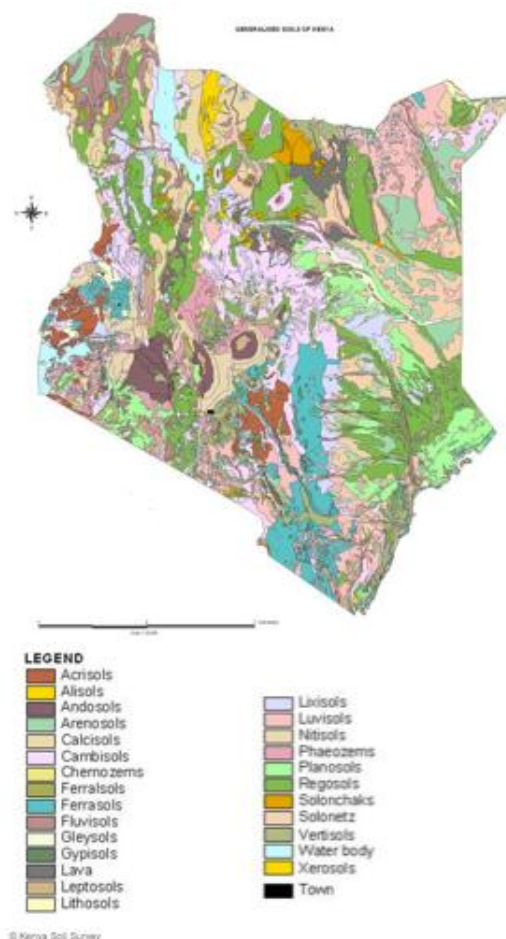 GENERALISED SOILS OF KENYA
LEGEND
Acrisols
Alisols
Andosols
Arenosols
Calcisols
Cambisols
Chernozems
Ferralsols
Ferrasols
Fluvisols
Gleysols
Gypisols
Lava
Leptosols
Lithosols
Lixisols
Luvisols
Nitisols
Phaeozems
Planosols
Regosols
Solonchaks
Solonetz
Vertisols
Water body
Xerosols
Town
© Kenya Soil Survey